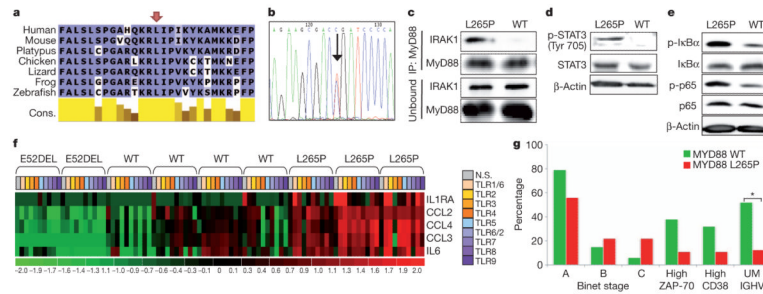 a
Human FALSLSPGAHQKRLIPIKYKAMKKEFP
Mouse FALSLSPGVQQKRLIPIKYKAMKKDFP
Platypus FALSLCPGARQKRLIPIKYKAMKKEFP
Chicken FALSLSPGARLKRLIPVKCKTMKNEFP
Lizard FALSLSPGAQLKRLIPVKCKSMKKEFP
Frog FALSLSPGAREKRLIPIKYKPMRKPFP
Zebrafish FALSLSPGARTKRLIPVVYKSMKRPFP
Cons.
b
120 130
A G A A G C G A C C G A T C C C C A
c
L265P WT
IP: MyD88
IRAK1
MyD88
Unbound
IRAK1
MyD88
d
L265P WT
p-STAT3
(Tyr 705)
STAT3
β-Actin
e
L265P WT
p-IκBα
IκBα
p-p65
p65
β-Actin
f
E52DEL E52DEL WT WT WT WT L265P L265P L265P
IL1RA
CCL2
CCL4
CCL3
IL6
-2.0 -1.9 -1.7 -1.6 -1.4 -1.3 1.1 -1.0 -0.9 -0.7 -0.6 -0.4 -0.3 -0.1 0 0.1 0.3 0.4 0.6 0.7 0.9 1.0 1.1 1.3 1.4 1.6 1.7 1.9 2.0
N.S.
TLR1/6
TLR2
TLR3
TLR4
TLR5
TLR6/2
TLR7
TLR8
TLR9
g
MYD88 WT
MYD88 L265P
Percentage
100
80
60
40
20
0
*
A B C High ZAP-70 High CD38 UM IGHV
Binet stage